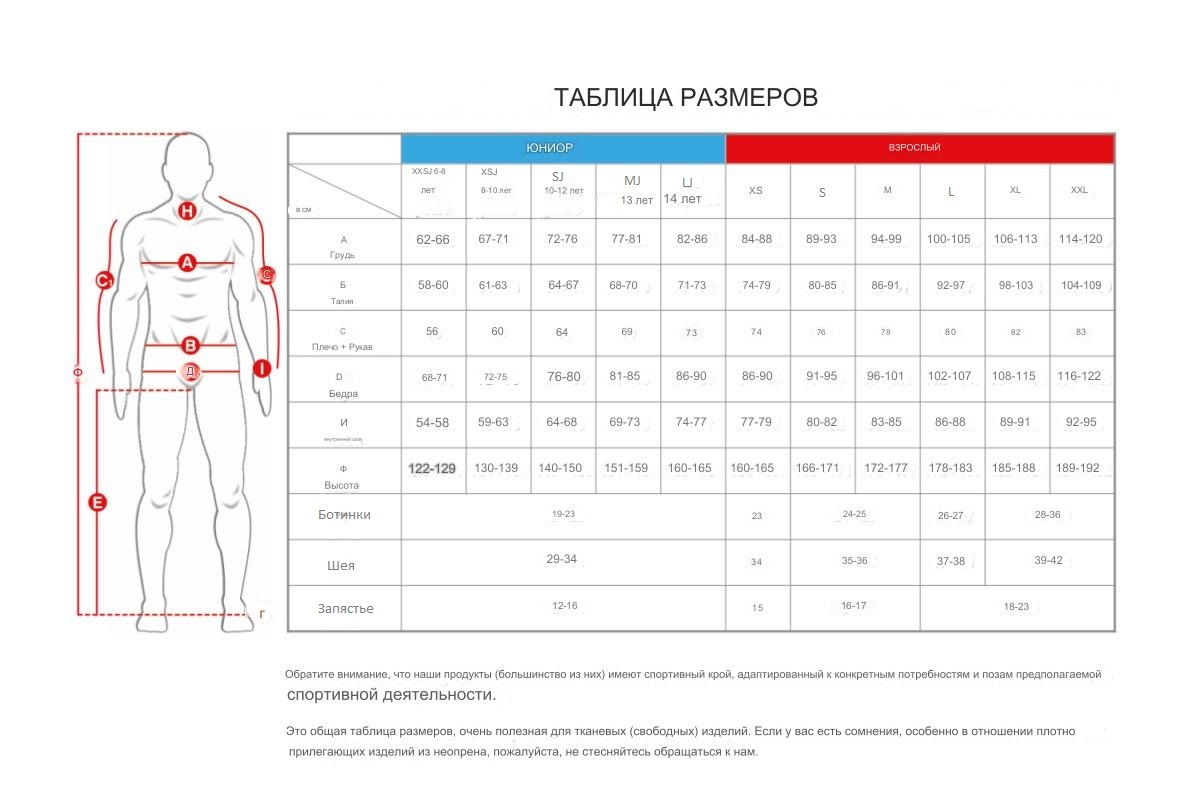 ТАБЛИЦА РАЗМЕРОВ
ЮНИОР ВЗРОСЛЫЙ
в см XXSJ 6-8 лет XSJ 8-10 лет SJ 10-12 лет MJ 13 лет LJ 14 лет XS S M L XL XXL
А Грудь 62-66 67-71 72-76 77-81 82-86 84-88 89-93 94-99 100-105 106-113 114-120
Б Талия 58-60 61-63 64-67 68-70 71-73 74-79 80-85 86-91 92-97 98-103 104-109
С Плечо + Рукав 56 60 64 69 73 74 76 78 80 82 83
D Бедра 68-71 72-75 76-80 81-85 86-90 86-90 91-95 96-101 102-107 108-115 116-122
И внутренний шов 54-58 59-63 64-68 69-73 74-77 77-79 80-82 83-85 86-88 89-91 92-95
Ф Высота 122-129 130-139 140-150 151-159 160-165 160-165 166-171 172-177 178-183 185-188 189-192
Ботинки 19-23 23 24-25 26-27 28-36
Шея 29-34 34 35-36 37-38 39-42
Запястье 12-16 15 16-17 18-23
H
A
C1
С
B
Д
I
Ф
E
Г
Обратите внимание, что наши продукты (большинство из них) имеют спортивный крой, адаптированный к конкретным потребностям и позам предполагаемой
спортивной деятельности.
Это общая таблица размеров, очень полезная для тканевых (свободных) изделий. Если у вас есть сомнения, особенно в отношении плотно
прилегающих изделий из неопрена, пожалуйста, не стесняйтесь обращаться к нам.